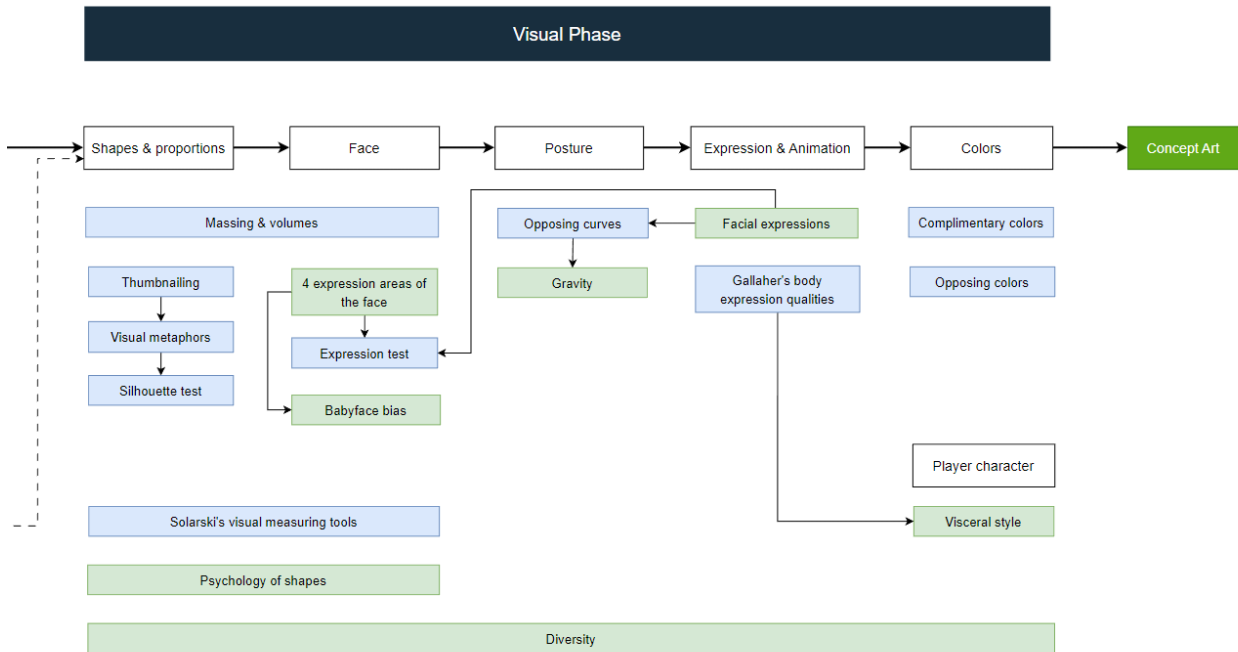 Visual Phase
Shapes & proportions
Face
Posture
Expression & Animation
Colors
Concept Art
Massing & volumes
Opposing curves
Facial expressions
Complimentary colors
Thumbnailing
4 expression areas of
the face
Gravity
Gallaher's body
expression qualities
Opposing colors
Visual metaphors
Expression test
Silhouette test
Babyface bias
Player character
Solarski's visual measuring tools
Visceral style
Psychology of shapes
Diversity